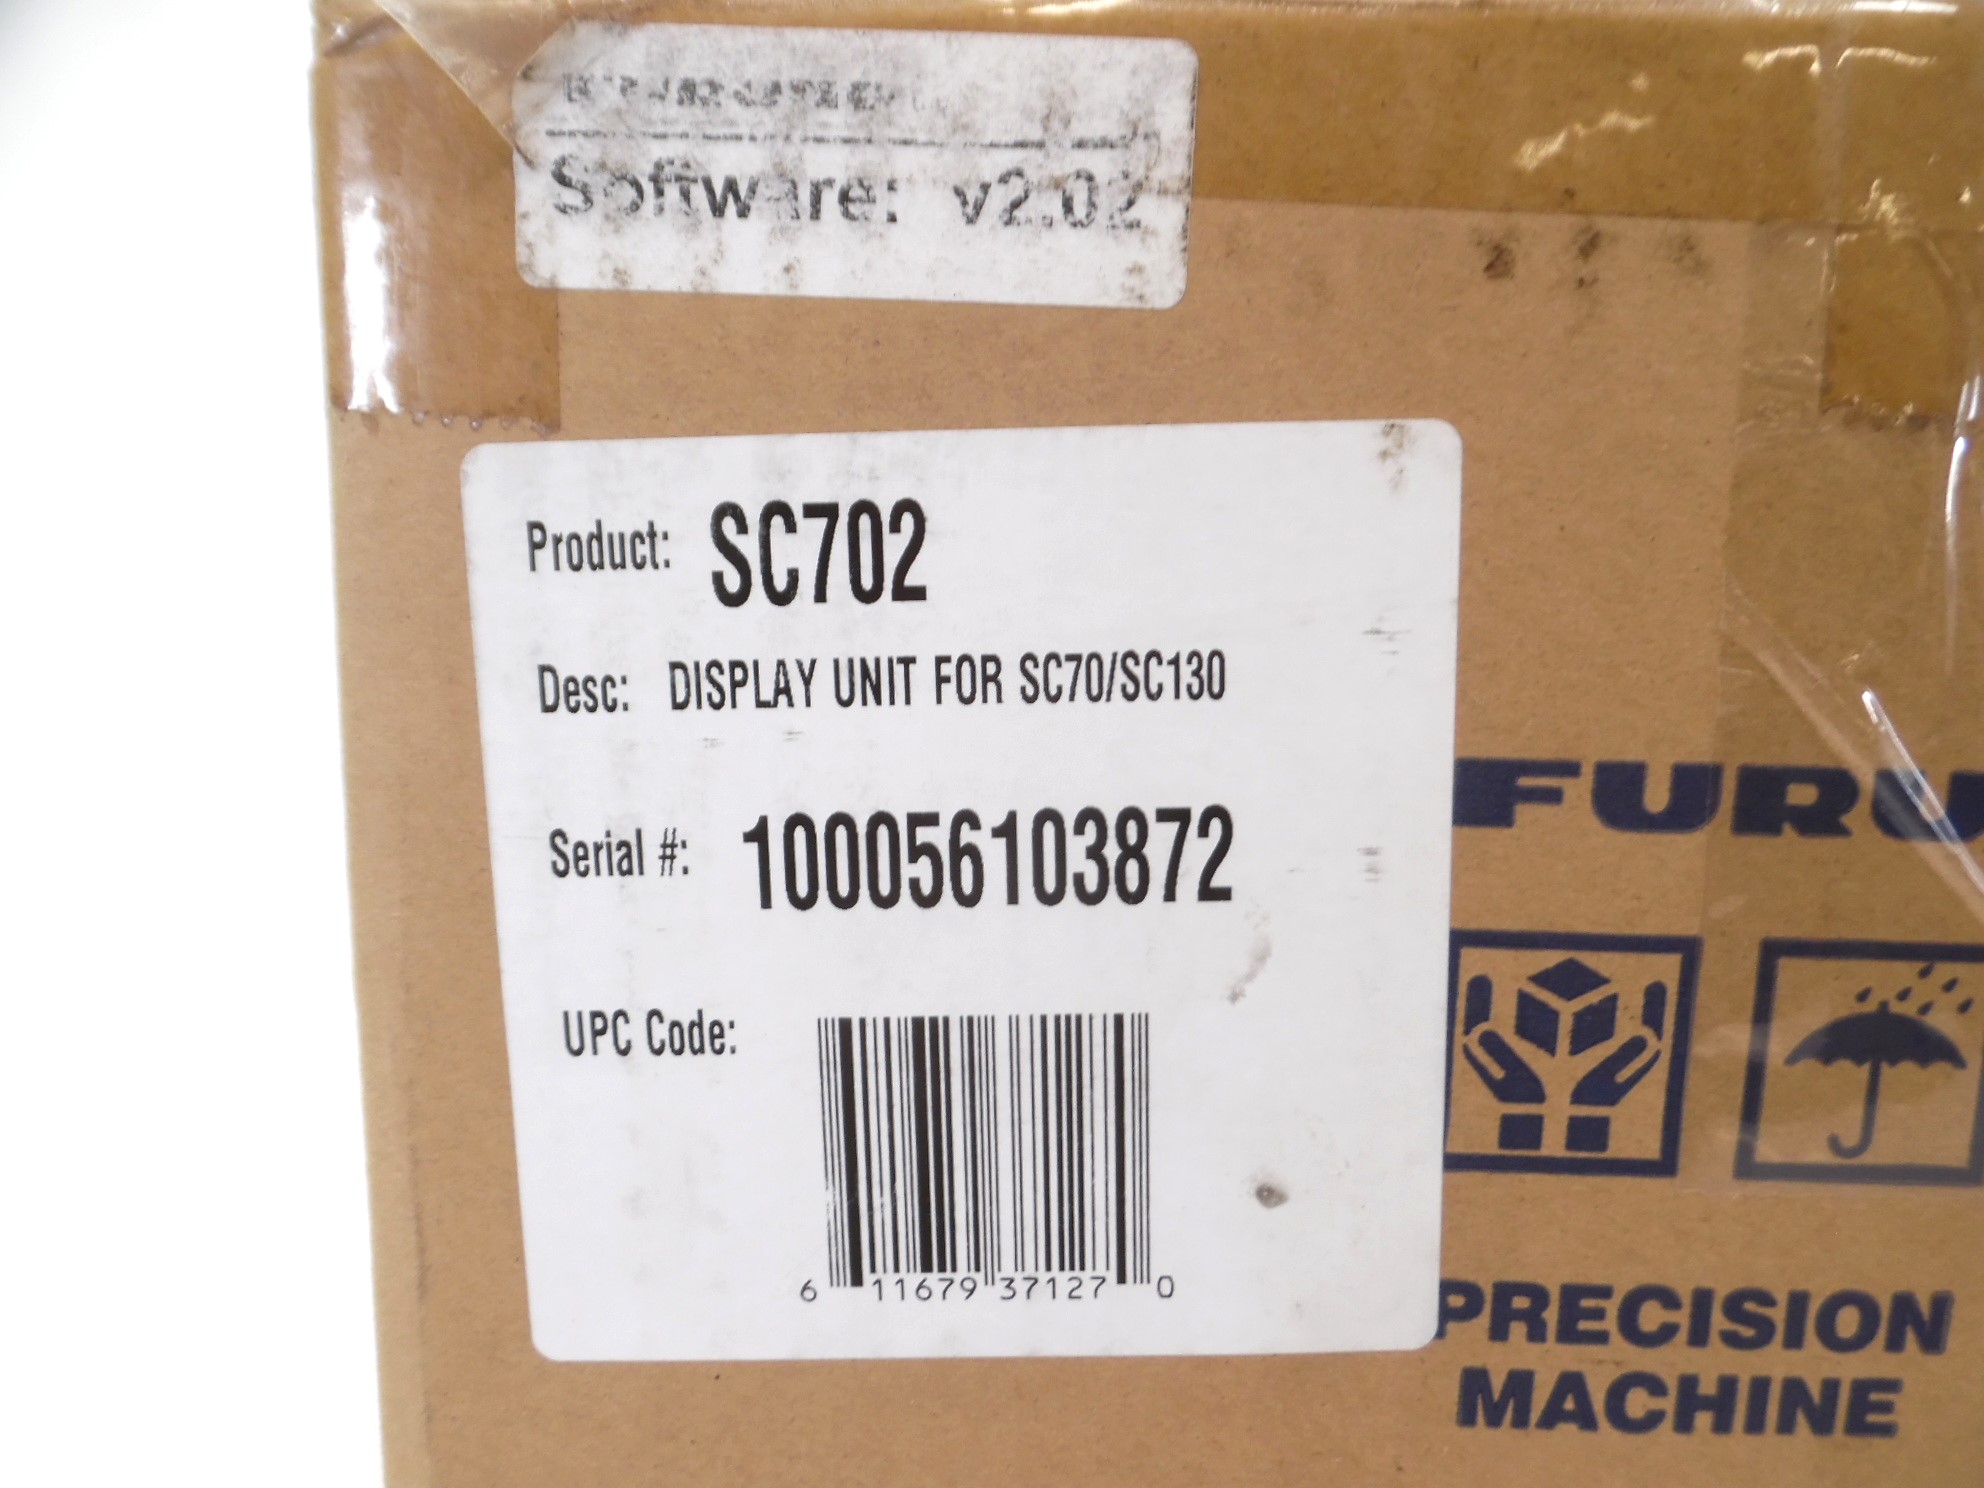 Software: v2.02
Product: SC702
Desc: DISPLAY UNIT FOR SC70/SC130
Serial #: 100056103872
UPC Code:
6 11679 37127 0
FURU
PRECISION
MACHINE